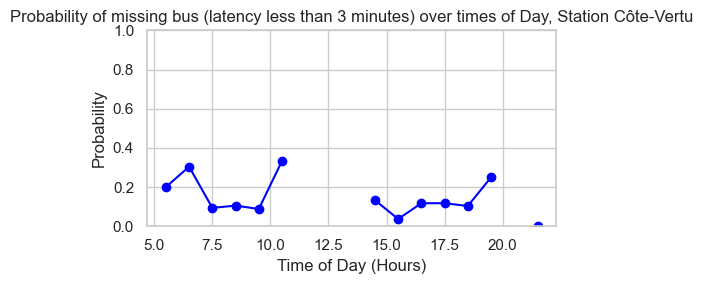 Probability of missing bus (latency less than 3 minutes) over times of Day, Station Côte-Vertu
1.0
0.8
0.6
0.4
0.2
0.0
Probability
5.0 7.5 10.0 12.5 15.0 17.5 20.0
Time of Day (Hours)